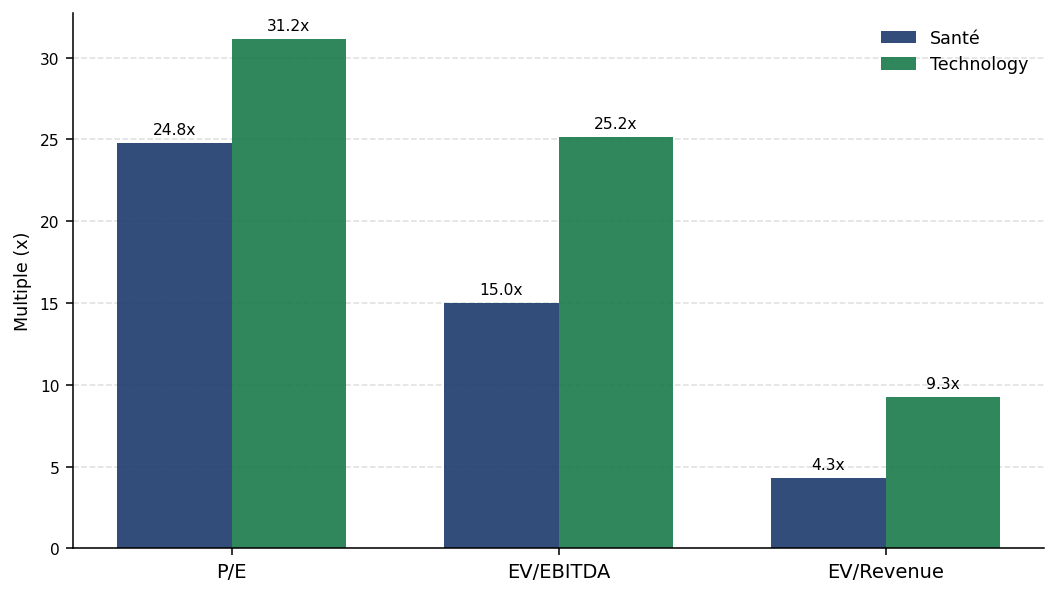 31.2x
Santé
Technology
30
24.8x
25.2x
25
20
15.0x
Multiple (x)
15
9.3x
10
4.3x
5
0
P/E
EV/EBITDA
EV/Revenue